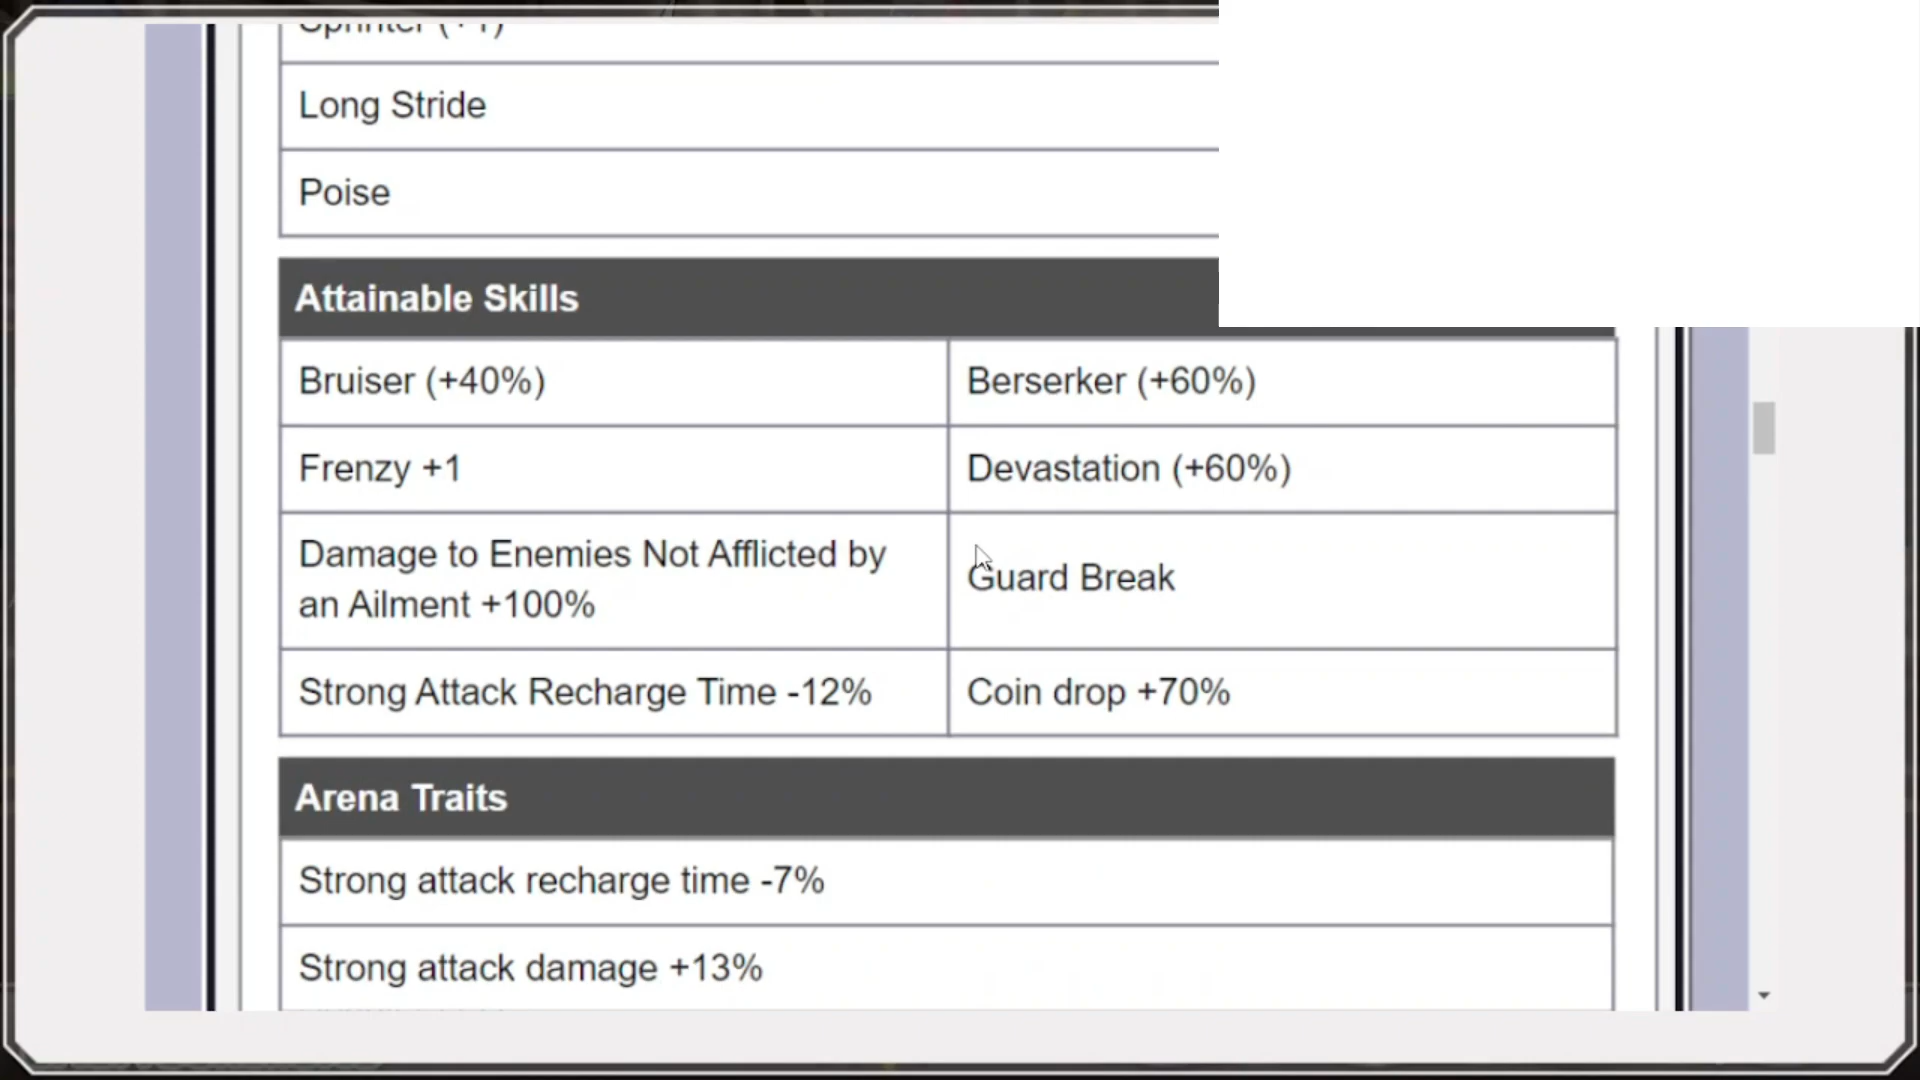 Sprinter (+1)
Long Stride
Poise
Attainable Skills
Bruiser (+40%)
Berserker (+60%)
Frenzy +1
Devastation (+60%)
Damage to Enemies Not Afflicted by
an Ailment +100%
Guard Break
Strong Attack Recharge Time -12%
Coin drop +70%
Arena Traits
Strong attack recharge time -7%
Strong attack damage +13%